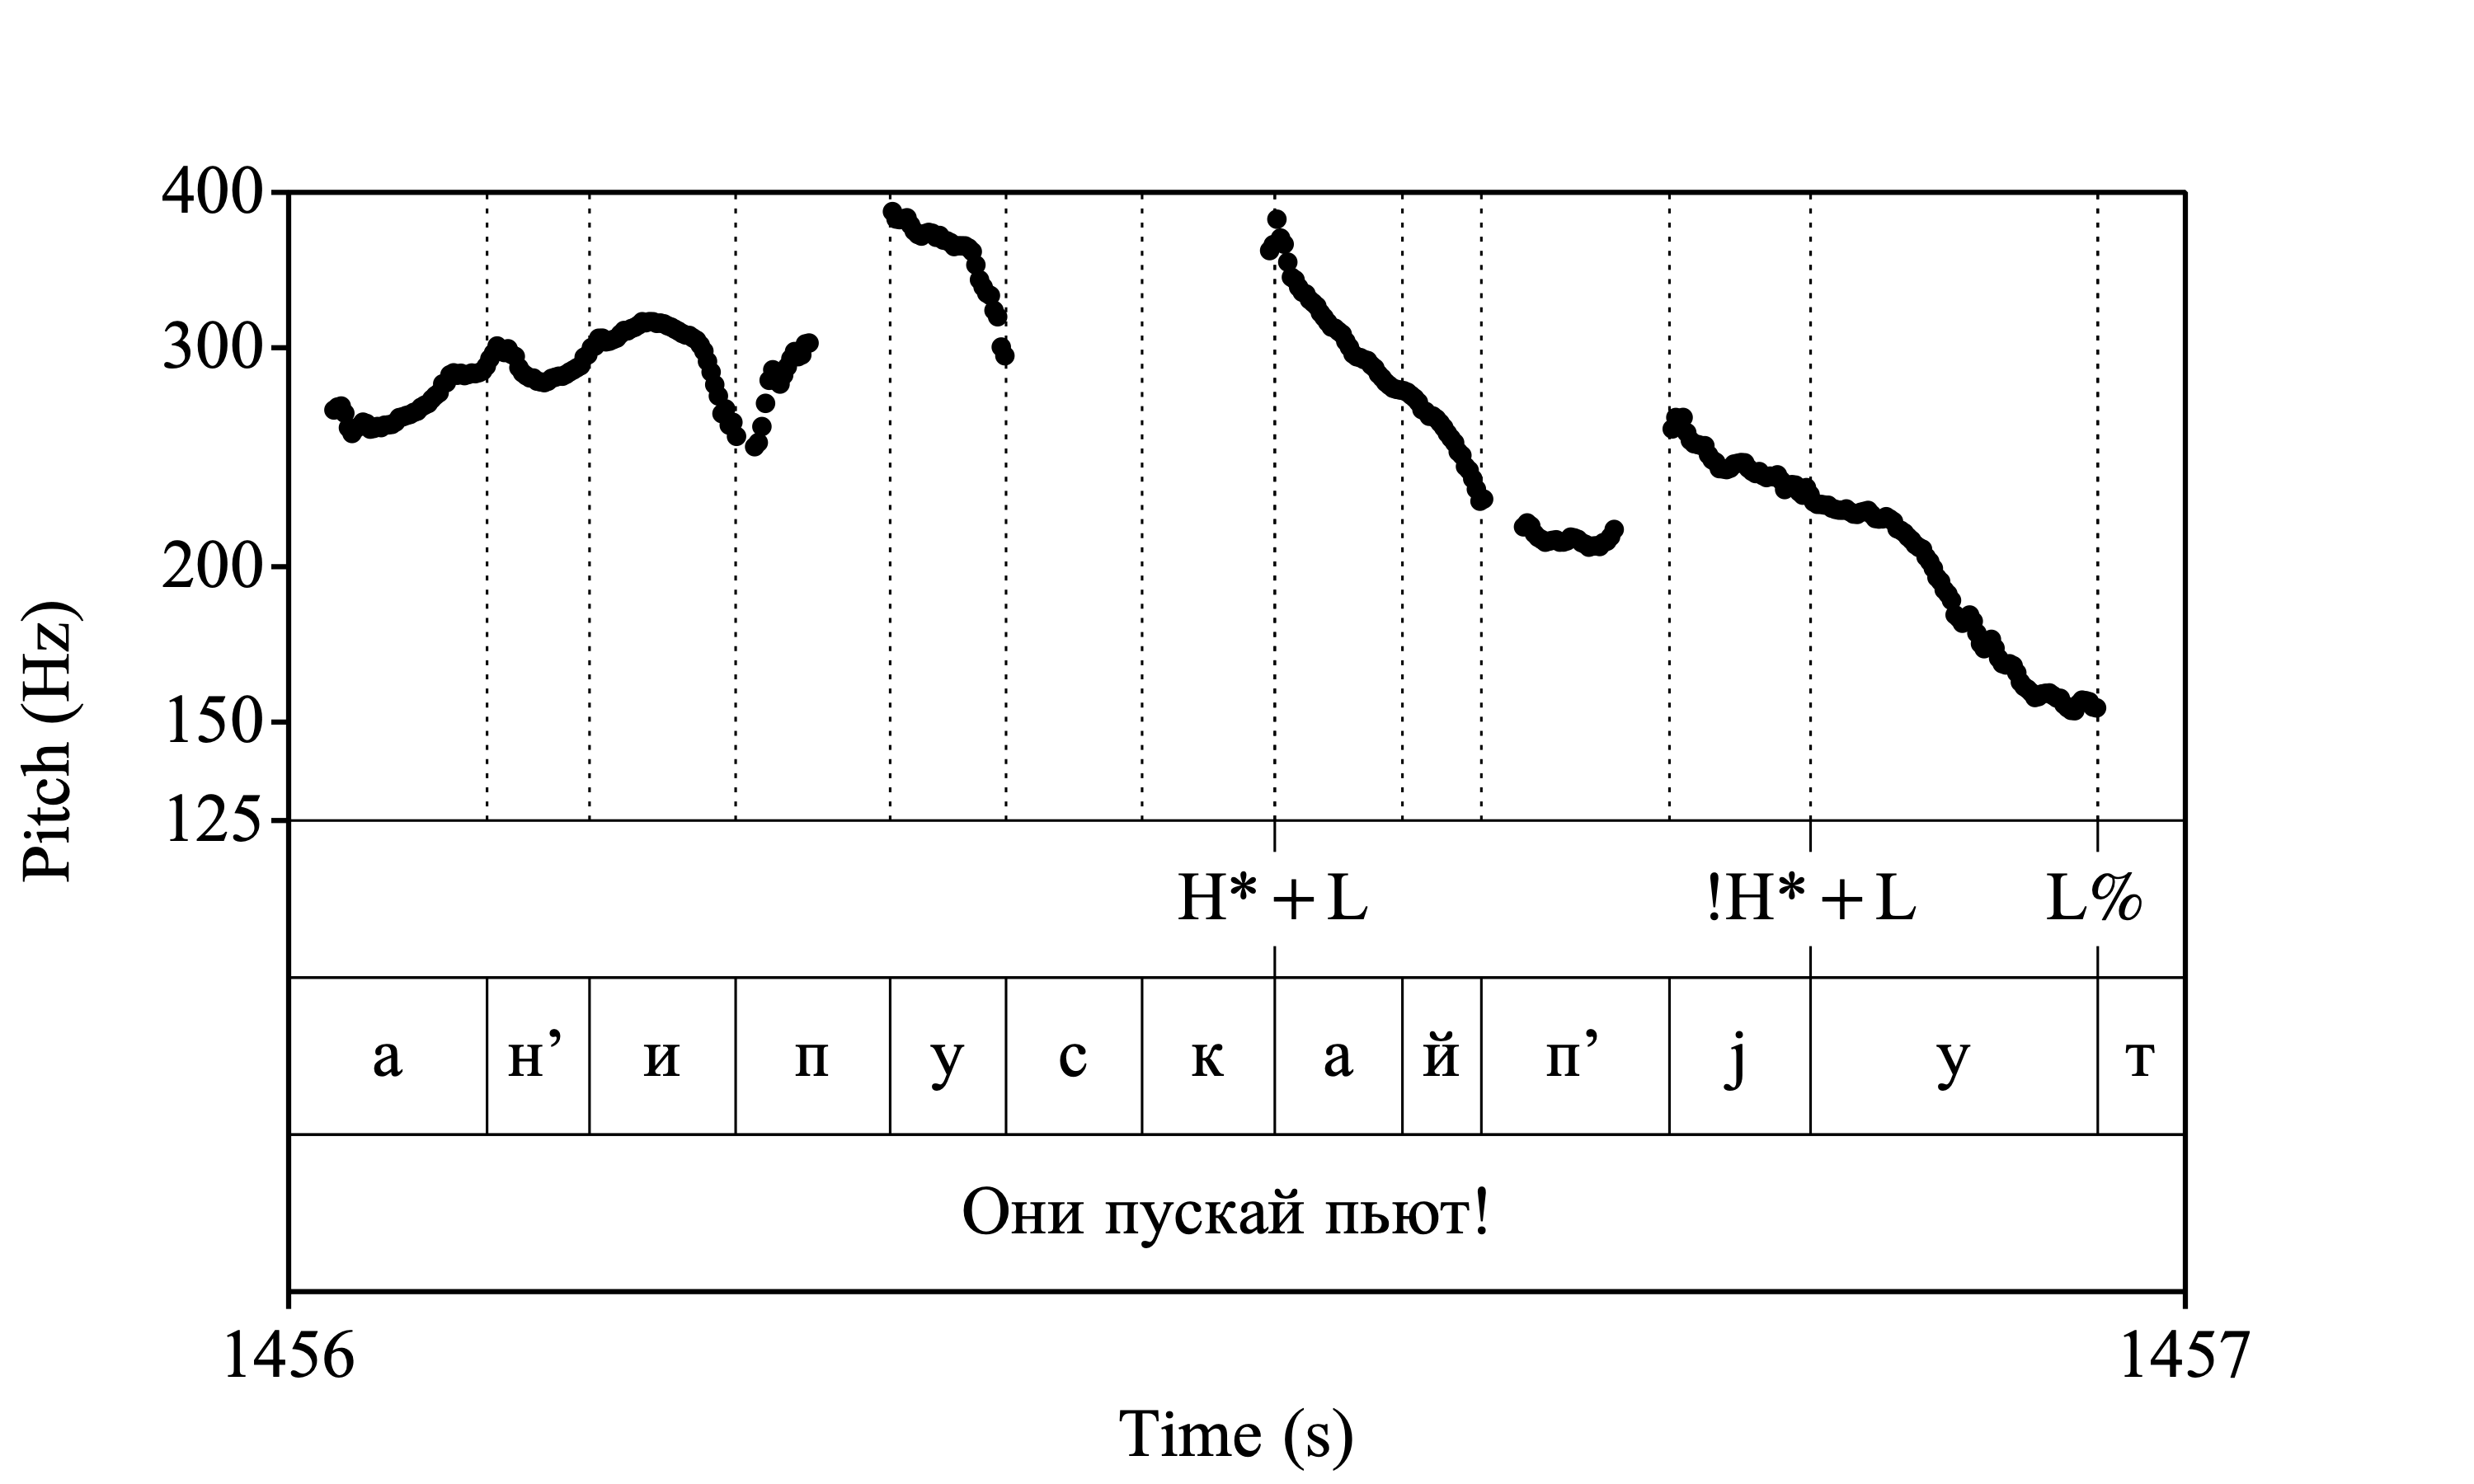 400
300
200
150
125
Pitch (Hz)
H*+L !H*+L L%
а н’ и п у с к а й п’ j у т
Они пускай пьют!
1456 1457
Time (s)